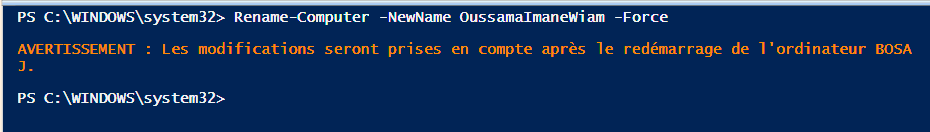 PS C:\WINDOWS\system32> Rename-Computer -NewName OussamaImaneWiam -Force
AVERTISSEMENT : Les modifications seront prises en compte après le redémarrage de l'ordinateur BOSA
J.
PS C:\WINDOWS\system32>